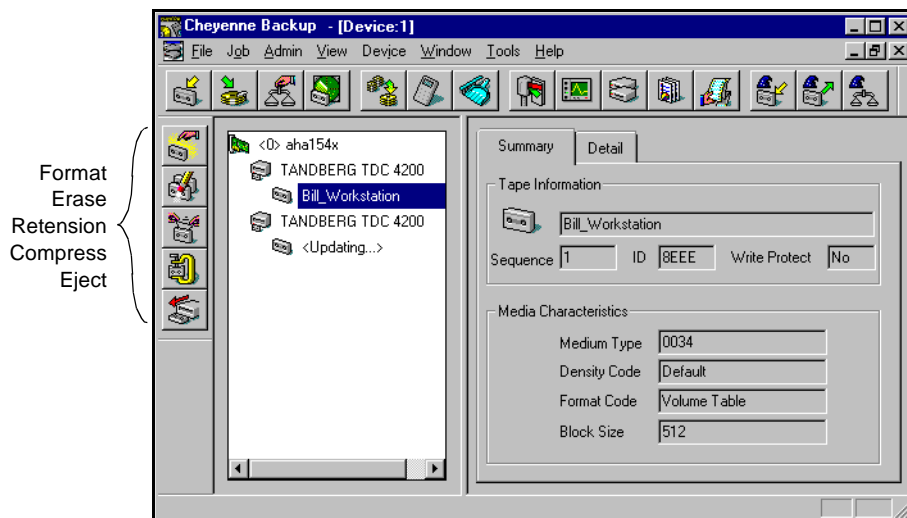 Cheyenne Backup - [Device:1]
File Job Admin View Device Window Tools Help
Format
Erase
Retension
Compress
Eject
<0> aha154x
TANDBERG TDC 4200
Bill_Workstation
TANDBERG TDC 4200
<Updating...>
Summary Detail
Tape Information
Bill_Workstation
Sequence 1 ID 8EEE Write Protect No
Media Characteristics
Medium Type 0034
Density Code Default
Format Code Volume Table
Block Size 512